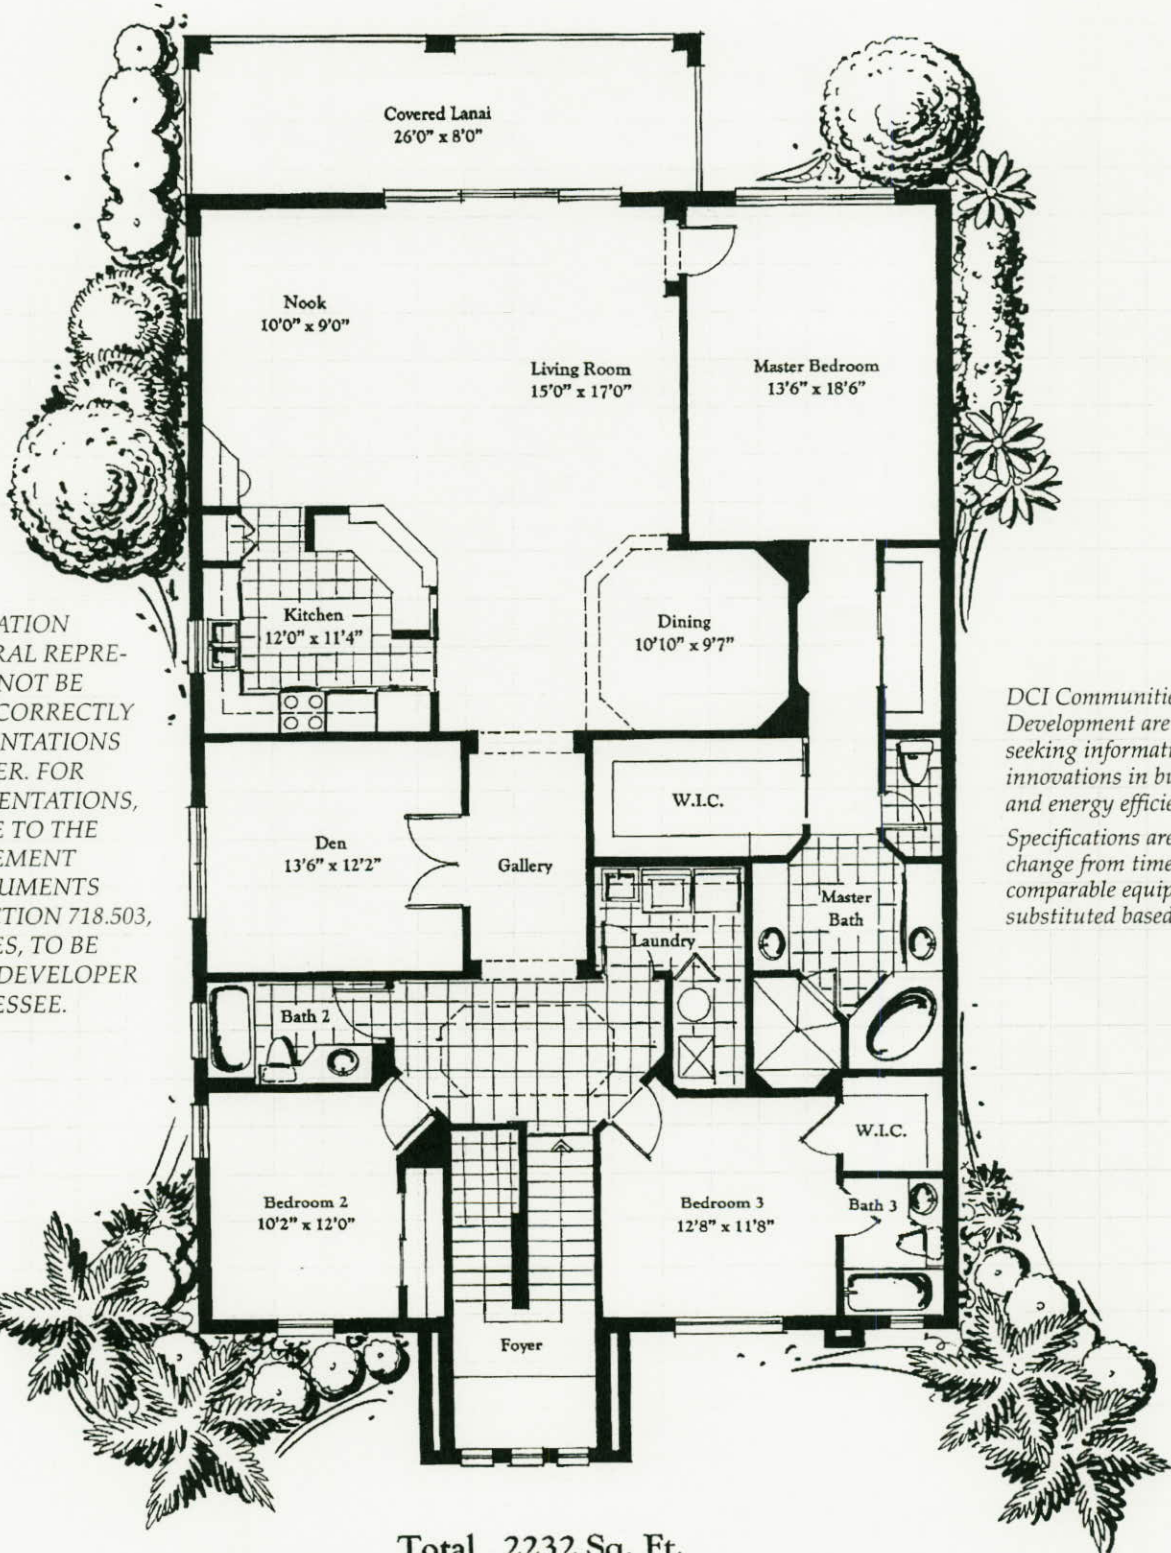 Covered Lanai
26'0" x 8'0"
Nook
10'0" x 9'0"
Living Room
15'0" x 17'0"
Master Bedroom
13'6" x 18'6"
Kitchen
12'0" x 11'4"
Dining
10'10" x 9'7"
W.I.C.
Den
13'6" x 12'2"
Gallery
Master
Bath
Laundry
Bath 2
W.I.C.
Bedroom 2
10'2" x 12'0"
Bedroom 3
12'8" x 11'8"
Bath 3
Foyer
Total 2232 Sq. Ft.
ATION
RAL REPRE-
NOT BE
CORRECTLY
NTATIONS
ER. FOR
ENTATIONS,
E TO THE
EMENT
UMENTS
CTION 718.503,
ES, TO BE
DEVELOPER
ESSEE.
DCI Communitie
Development are
seeking informati
innovations in bu
and energy efficie
Specifications are
change from time
comparable equip
substituted based